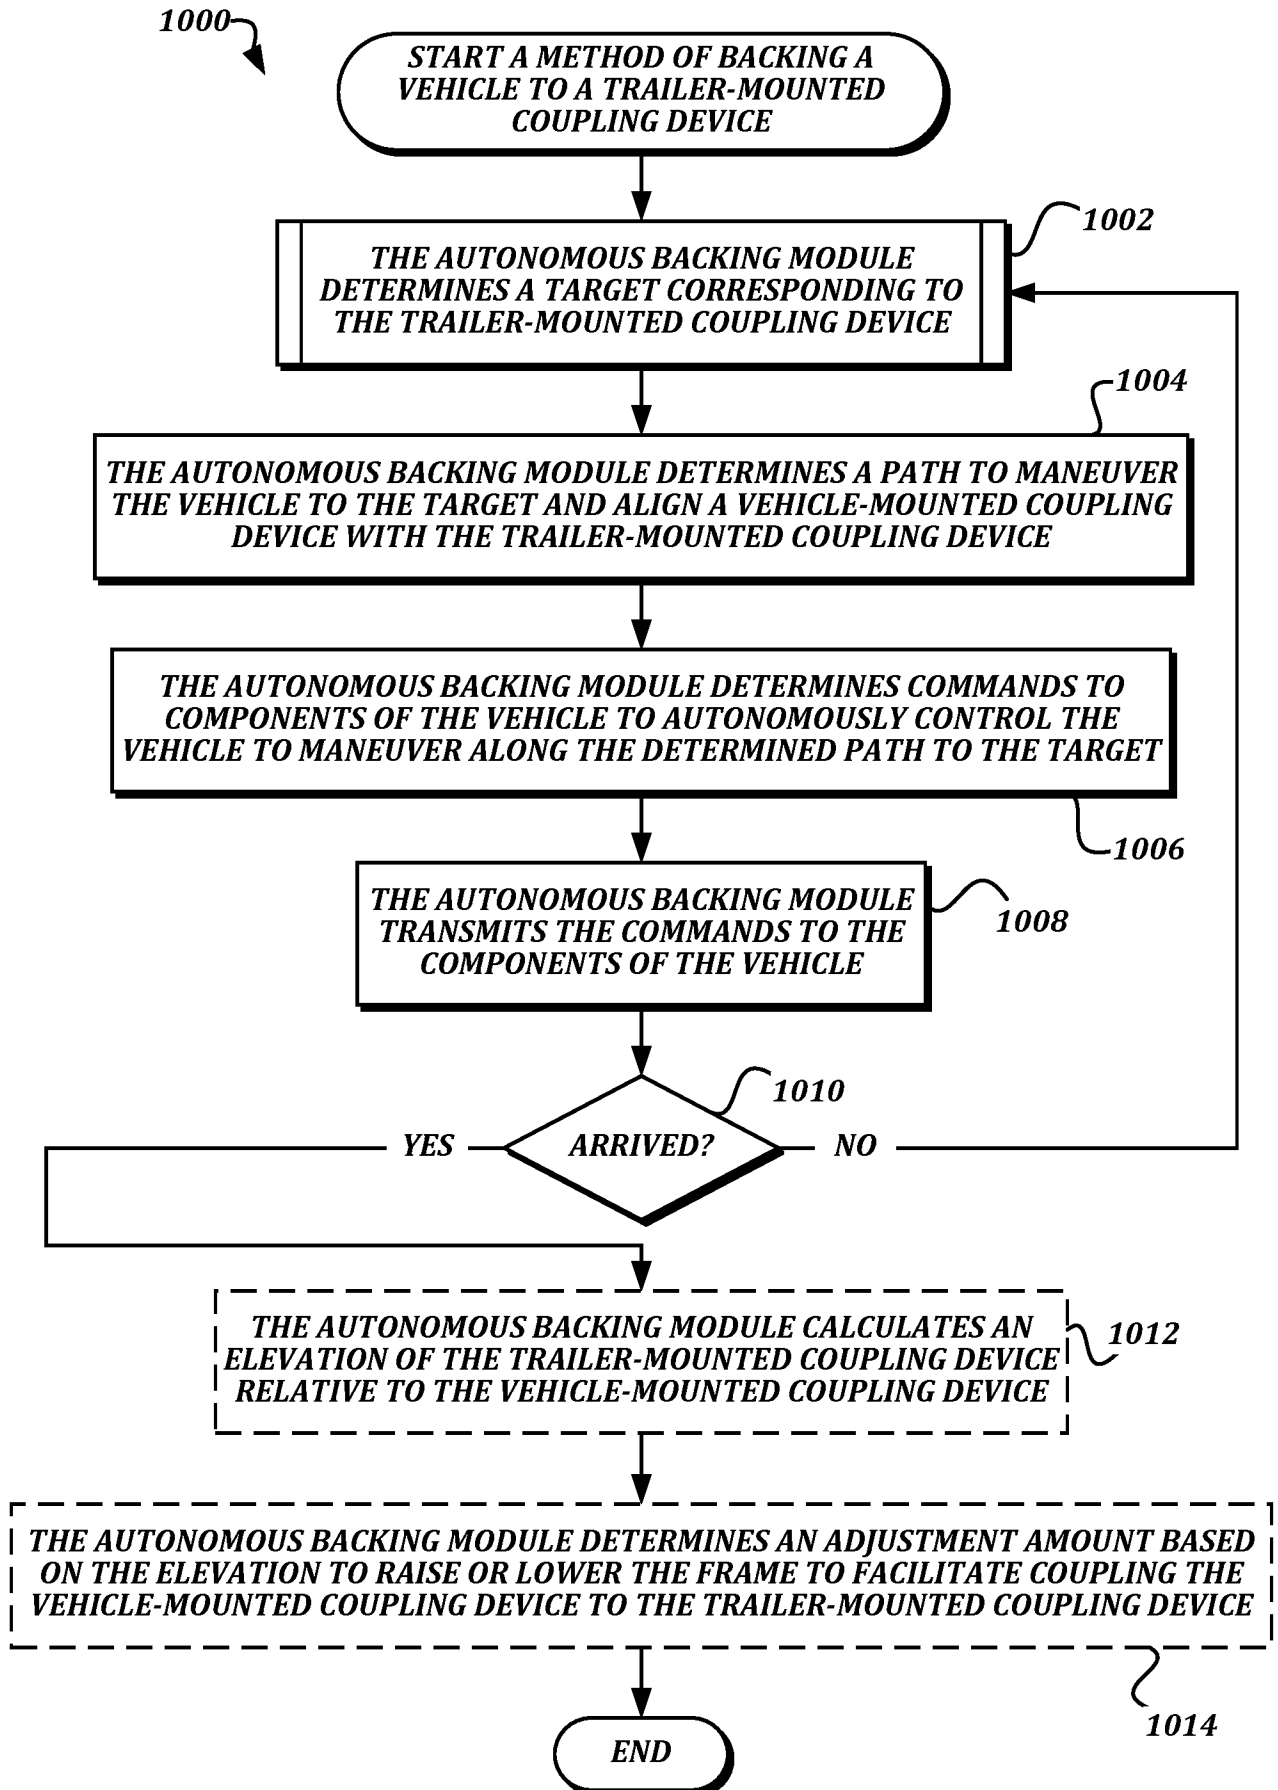 1000
START A METHOD OF BACKING A
VEHICLE TO A TRAILER-MOUNTED
COUPLING DEVICE
1002
THE AUTONOMOUS BACKING MODULE
DETERMINES A TARGET CORRESPONDING TO
THE TRAILER-MOUNTED COUPLING DEVICE
1004
THE AUTONOMOUS BACKING MODULE DETERMINES A PATH TO MANEUVER
THE VEHICLE TO THE TARGET AND ALIGN A VEHICLE-MOUNTED COUPLING
DEVICE WITH THE TRAILER-MOUNTED COUPLING DEVICE
THE AUTONOMOUS BACKING MODULE DETERMINES COMMANDS TO
COMPONENTS OF THE VEHICLE TO AUTONOMOUSLY CONTROL THE
VEHICLE TO MANEUVER ALONG THE DETERMINED PATH TO THE TARGET
1006
THE AUTONOMOUS BACKING MODULE
TRANSMITS THE COMMANDS TO THE
COMPONENTS OF THE VEHICLE
1008
1010
YES
ARRIVED?
NO
THE AUTONOMOUS BACKING MODULE CALCULATES AN
ELEVATION OF THE TRAILER-MOUNTED COUPLING DEVICE
RELATIVE TO THE VEHICLE-MOUNTED COUPLING DEVICE
1012
THE AUTONOMOUS BACKING MODULE DETERMINES AN ADJUSTMENT AMOUNT BASED
ON THE ELEVATION TO RAISE OR LOWER THE FRAME TO FACILITATE COUPLING THE
VEHICLE-MOUNTED COUPLING DEVICE TO THE TRAILER-MOUNTED COUPLING DEVICE
1014
END